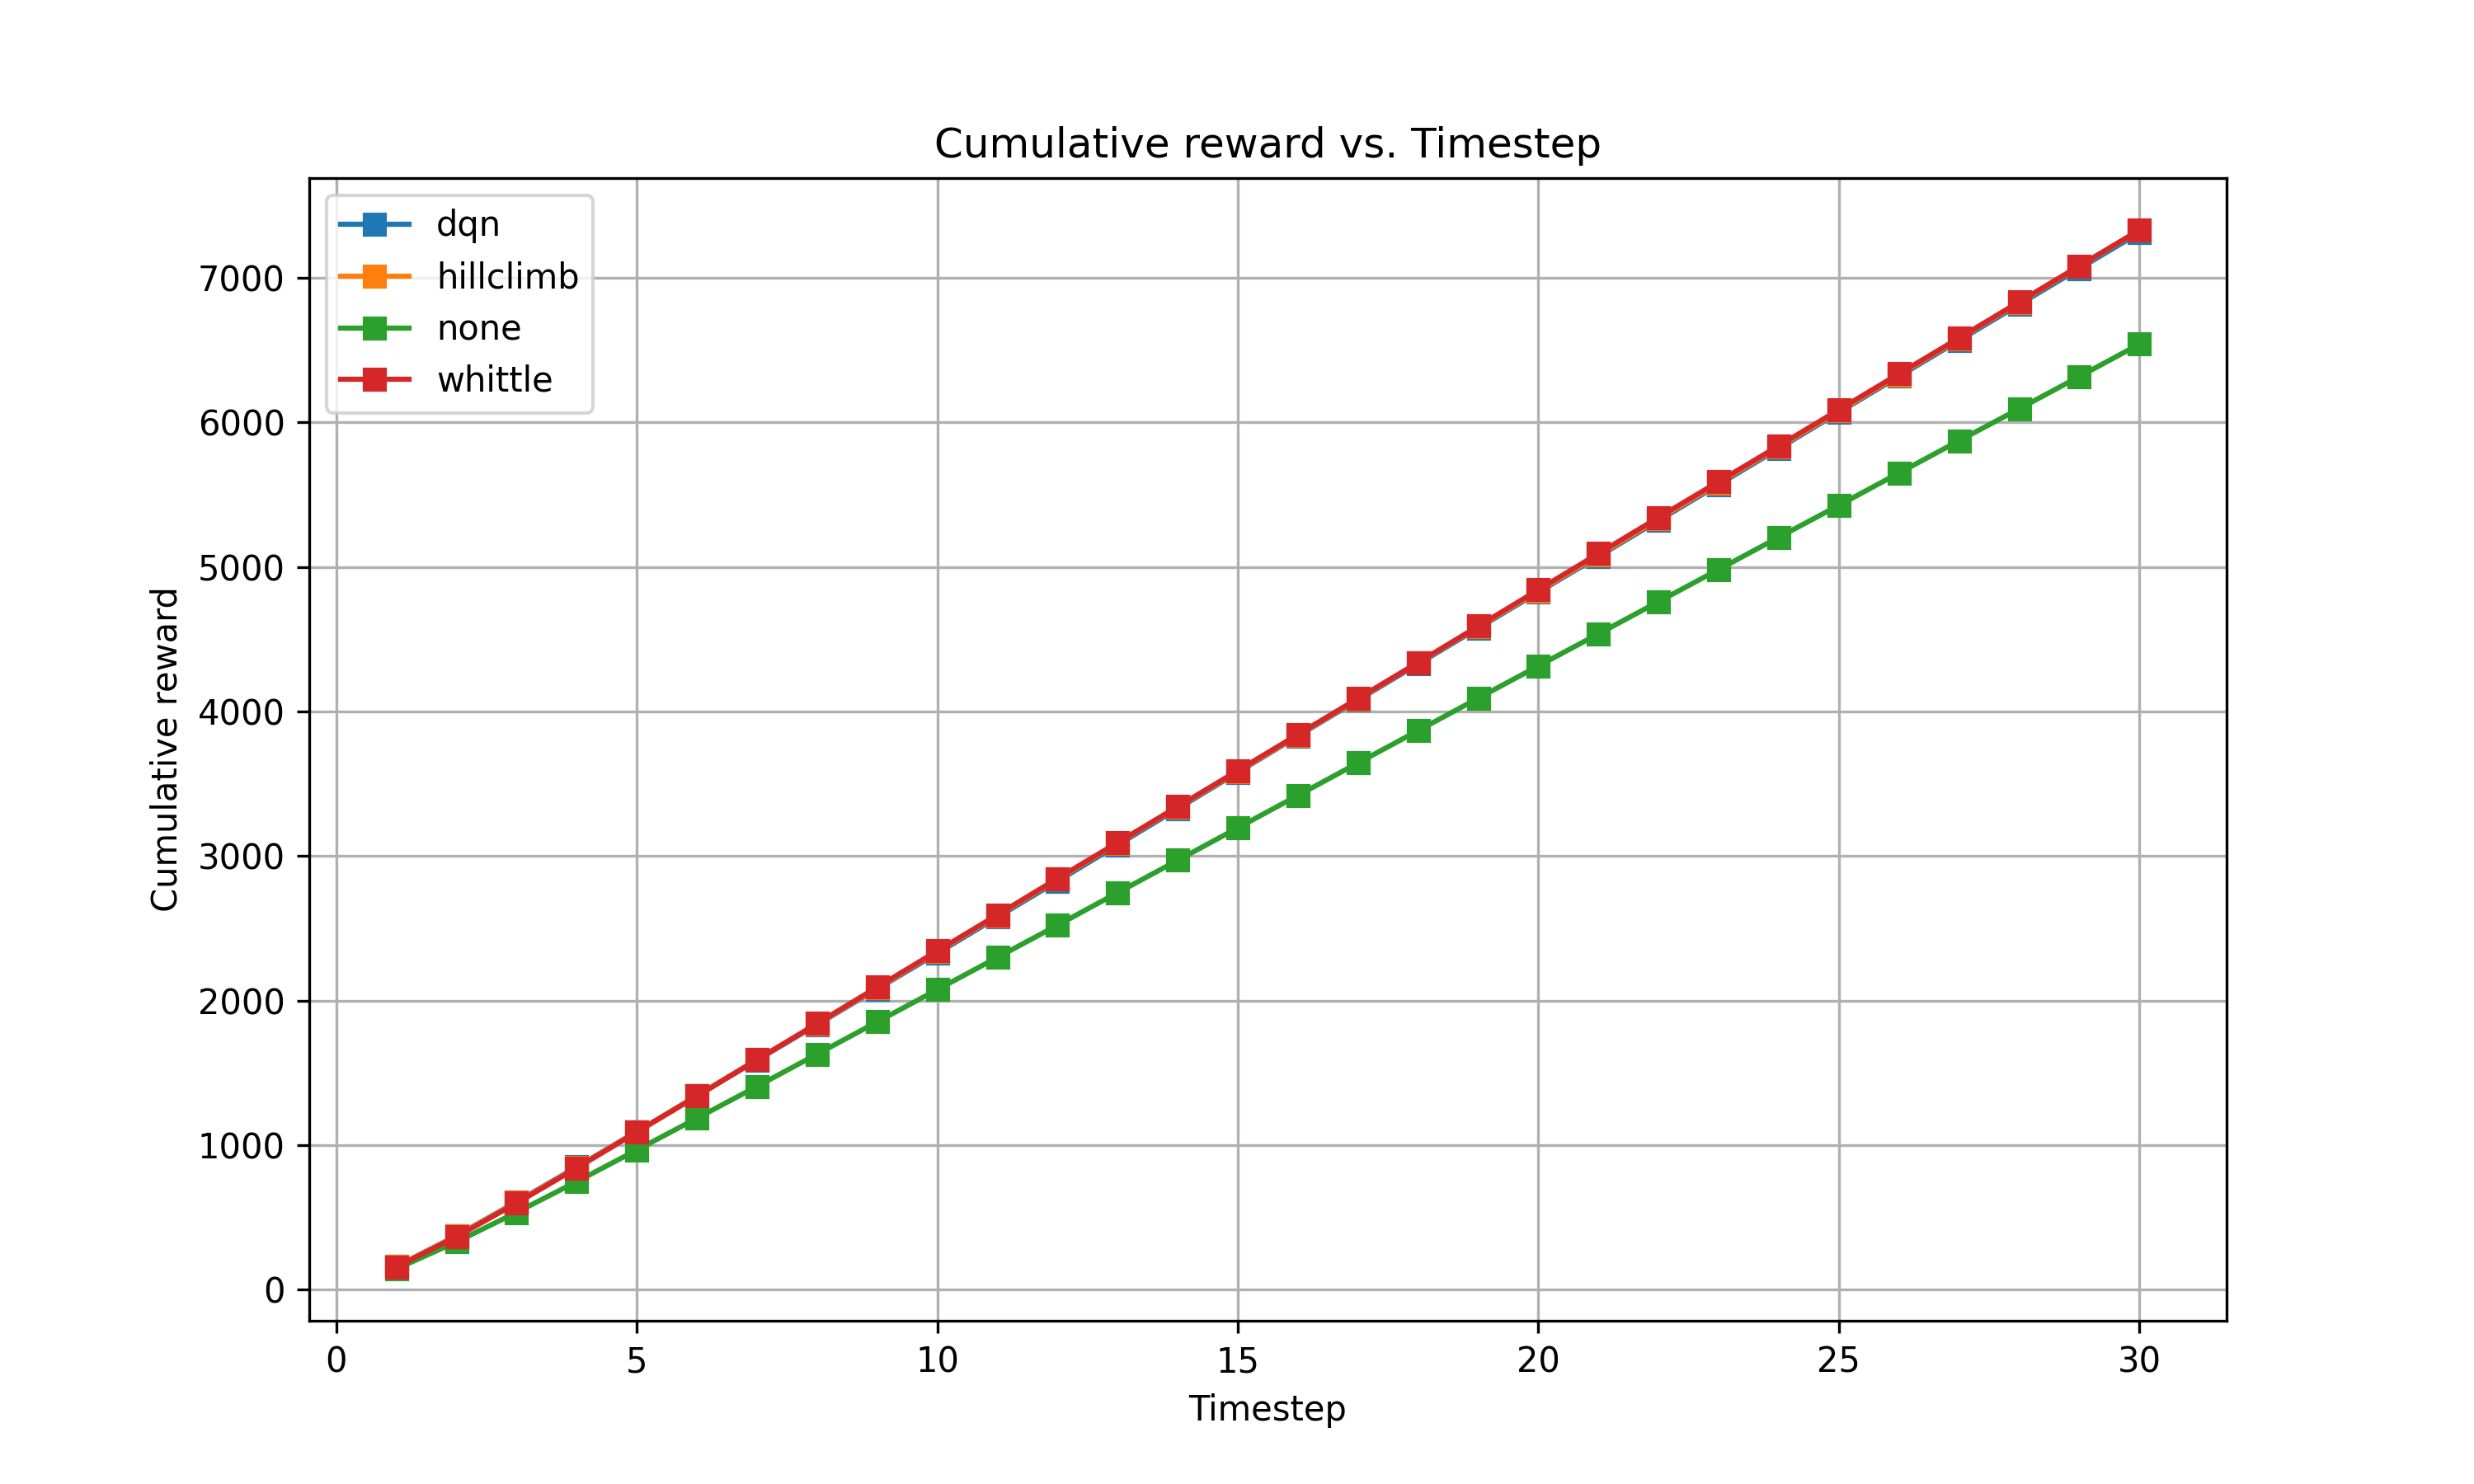 Cumulative reward vs. Timestep
dqn
hillclimb
none
whittle
Cumulative reward
7000
6000
5000
4000
3000
2000
1000
0
0 5 10 15 20 25 30
Timestep